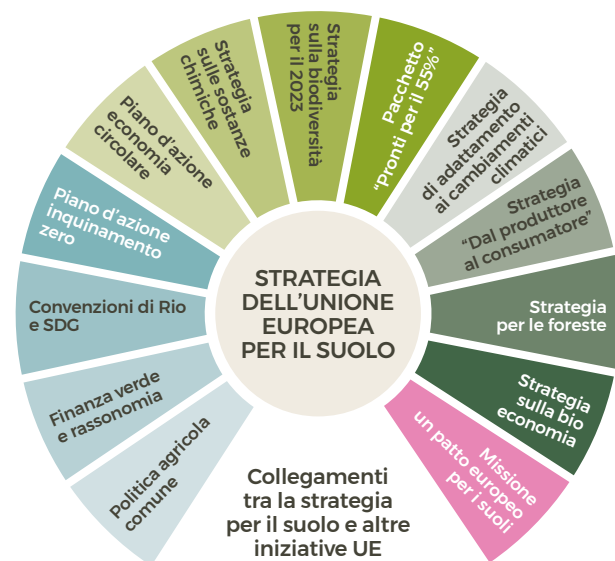 Politica agricola
comune
Finanza verde
e rassonomia
Convenzioni di Rio
e SDG
Piano d'azione
inquinamento
zero
Piano d'azione
economia
circolare
Strategia
sulle sostanze
chimiche
Strategia
sulla biodiversità
per il 2023
Pacchetto
“Pronti per il 55%”
Strategia
di adattamento
ai cambiamenti
climatici
Strategia
“Dal produttore
al consumatore”
Strategia
per le foreste
Strategia
sulla bio
economia
Missione
un patto europeo
per i suoli
STRATEGIA
DELL’UNIONE
EUROPEA
PER IL SUOLO
Collegamenti
tra la strategia
per il suolo e altre
iniziative UE